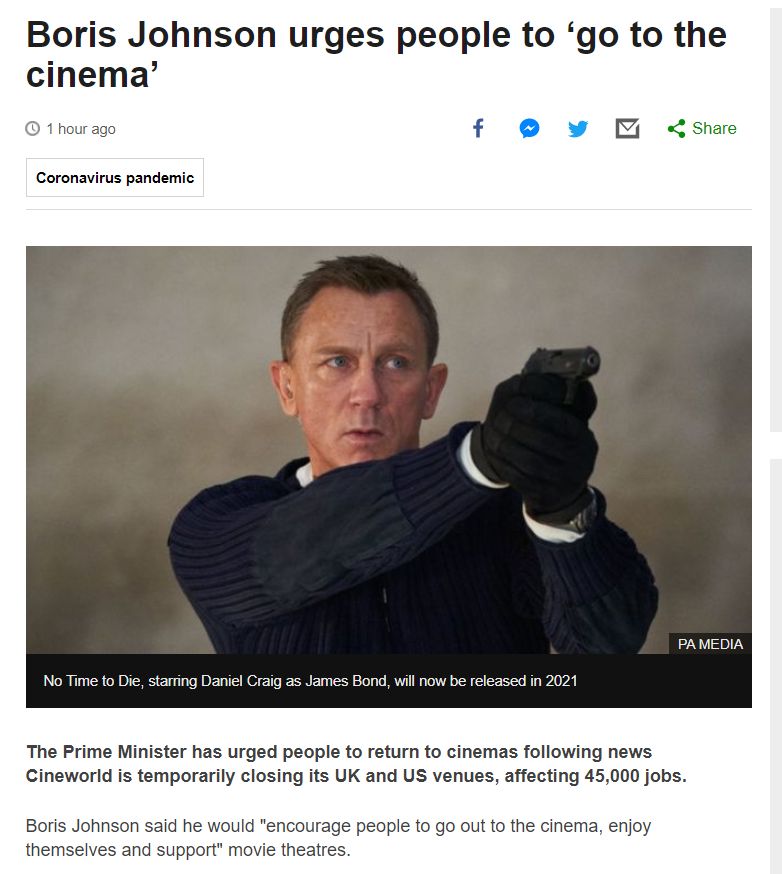 Boris Johnson urges people to ‘go to the
cinema’
1 hour ago
Share
Coronavirus pandemic
PA MEDIA
No Time to Die, starring Daniel Craig as James Bond, will now be released in 2021
The Prime Minister has urged people to return to cinemas following news
Cineworld is temporarily closing its UK and US venues, affecting 45,000 jobs.
Boris Johnson said he would "encourage people to go out to the cinema, enjoy
themselves and support" movie theatres.